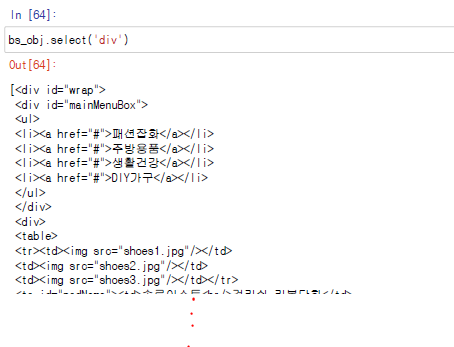 In [64]:
bs_obj.select('div')
Out[64]:
[<div id="wrap">
<div id="mainMenuBox">
<ul>
<li><a href="#">패션잡화</a></li>
<li><a href="#">주방용품</a></li>
<li><a href="#">생활건강</a></li>
<li><a href="#">DIY가구</a></li>
</ul>
</div>
<div>
<table>
<tr><td><img src="shoes1.jpg"/></td>
<td><img src="shoes2.jpg"/></td>
<td><img src="shoes3.jpg"/></td></tr>